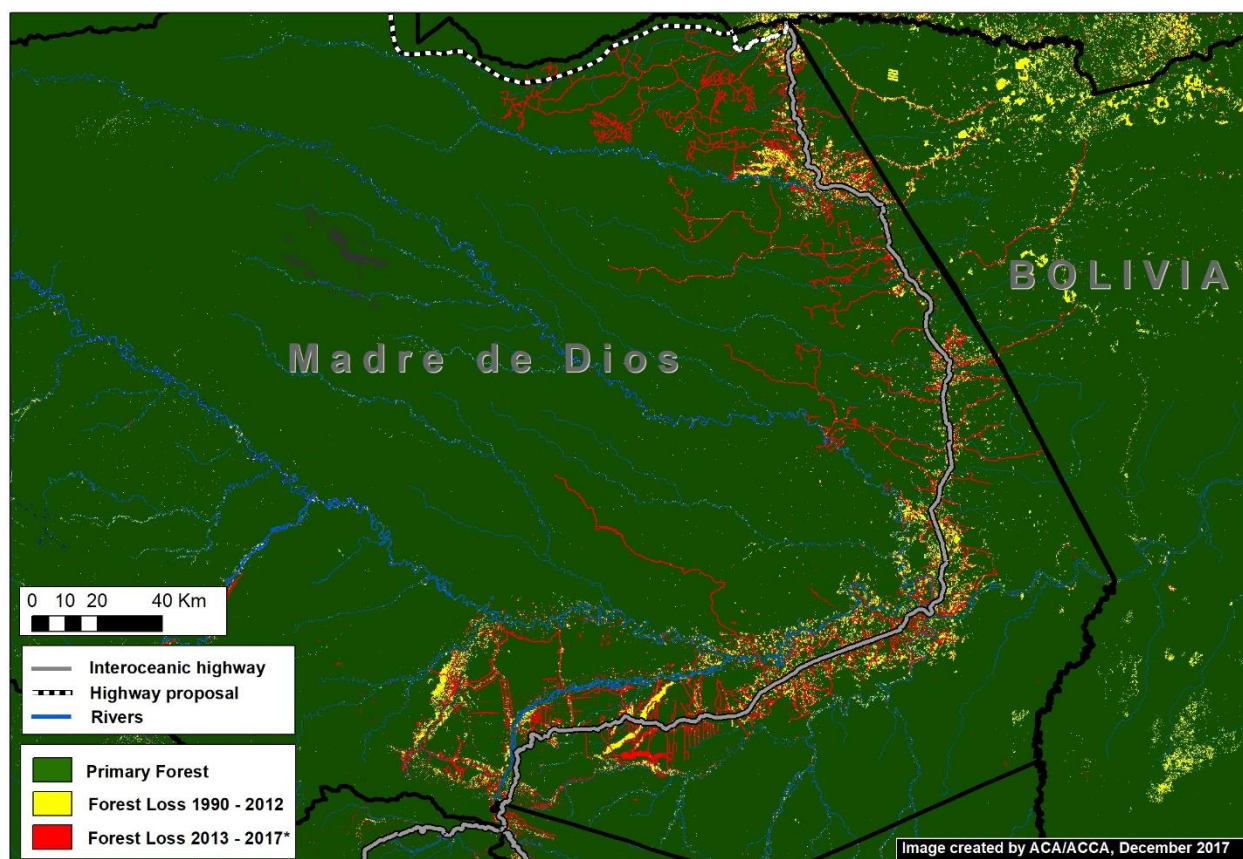 BOLIVIA
Madre de Dios
0 10 20 40 Km
Interoceanic highway
Highway proposal
Rivers
Primary Forest
Forest Loss 1990 - 2012
Forest Loss 2013 - 2017*
Image created by ACA/ACCA, December 2017